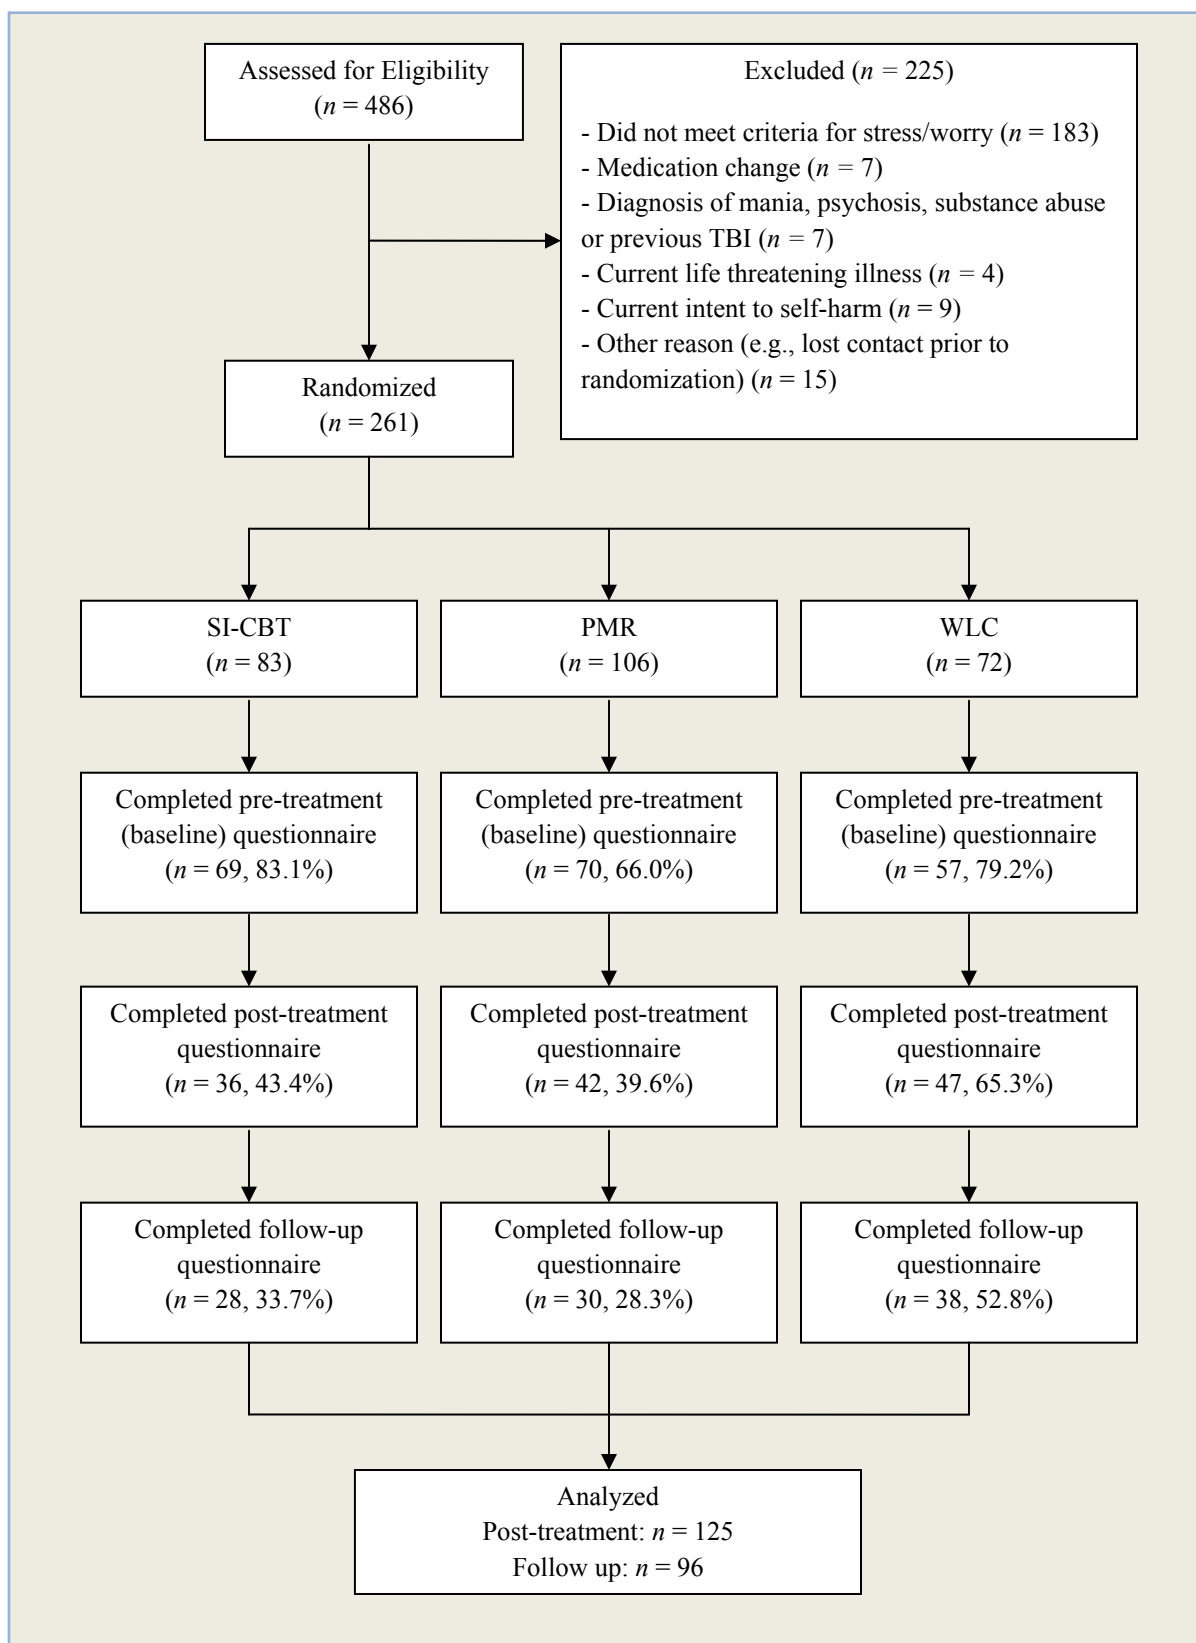 Assessed for Eligibility
(n = 486)
Excluded (n = 225)
- Did not meet criteria for stress/worry (n = 183)
- Medication change (n = 7)
- Diagnosis of mania, psychosis, substance abuse
or previous TBI (n = 7)
- Current life threatening illness (n = 4)
- Current intent to self-harm (n = 9)
- Other reason (e.g., lost contact prior to
randomization) (n = 15)
Randomized
(n = 261)
SI-CBT
(n = 83)
PMR
(n = 106)
WLC
(n = 72)
Completed pre-treatment
(baseline) questionnaire
(n = 69, 83.1%)
Completed pre-treatment
(baseline) questionnaire
(n = 70, 66.0%)
Completed pre-treatment
(baseline) questionnaire
(n = 57, 79.2%)
Completed post-treatment
questionnaire
(n = 36, 43.4%)
Completed post-treatment
questionnaire
(n = 42, 39.6%)
Completed post-treatment
questionnaire
(n = 47, 65.3%)
Completed follow-up
questionnaire
(n = 28, 33.7%)
Completed follow-up
questionnaire
(n = 30, 28.3%)
Completed follow-up
questionnaire
(n = 38, 52.8%)
Analyzed
Post-treatment: n = 125
Follow up: n = 96